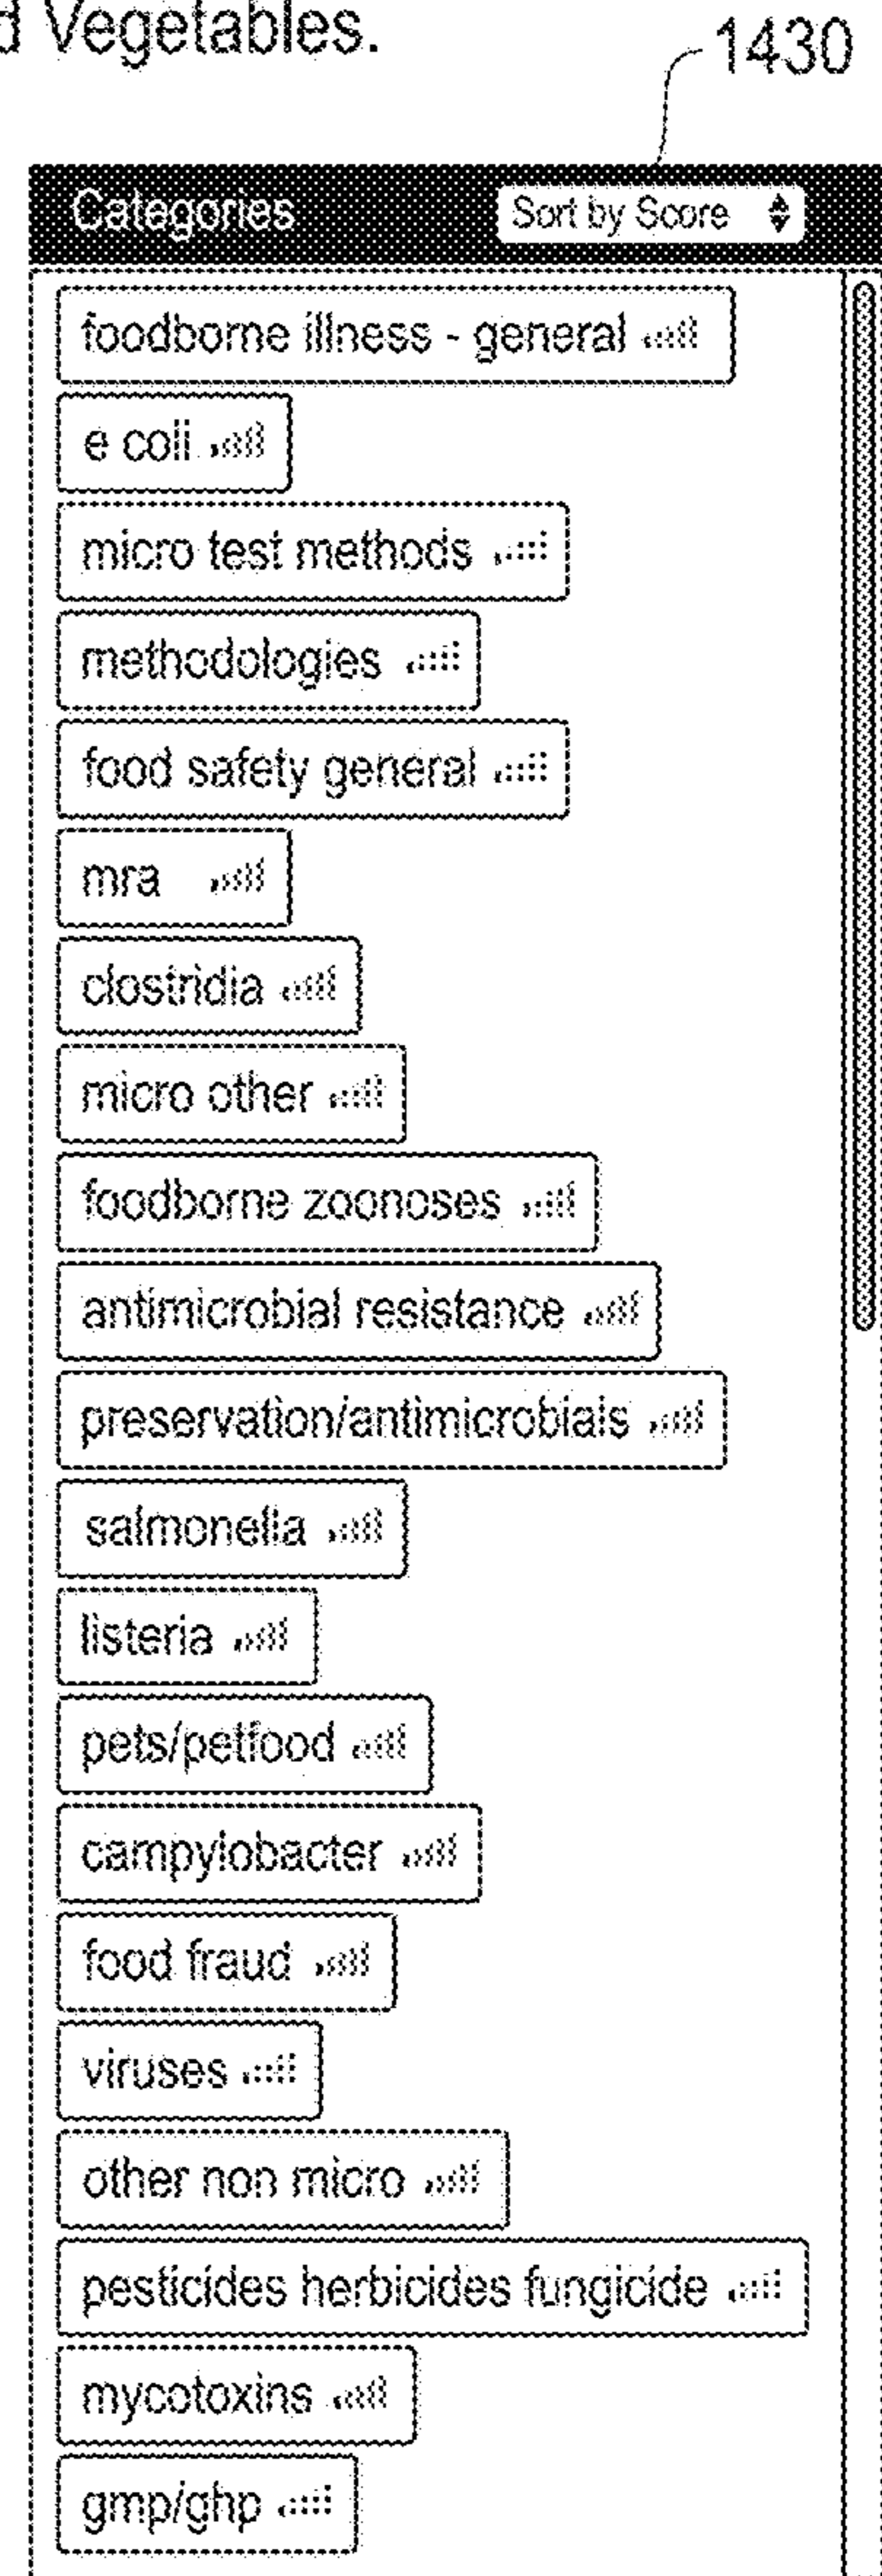 d Vegetables.
1430
Categories Sort by Score
foodborne illness - general
e coli
micro test methods
methodologies
food safety general
mra
clostridia
micro other
foodborne zoonoses
antimicrobial resistance
preservation/antimicrobials
salmonella
listeria
pets/petfood
campylobacter
food fraud
viruses
other non micro
pesticides herbicides fungicide
mycotoxins
gmp/ghp